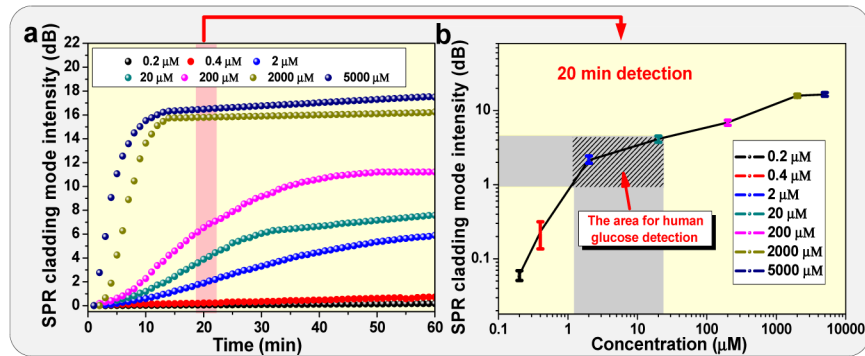 a
SPR cladding mode intensity (dB)
22
20
18
16
14
12
10
8
6
4
2
0
0.2 μM 0.4 μM 2 μM
20 μM 200 μM 2000 μM 5000 μM
0 10 20 30 40 50 60
Time (min)
b
SPR cladding mode intensity (dB)
10
1
0.1
20 min detection
0.2 μM
0.4 μM
2 μM
20 μM
200 μM
2000 μM
5000 μM
The area for human
glucose detection
0.1 1 10 100 1000 10000
Concentration (μM)